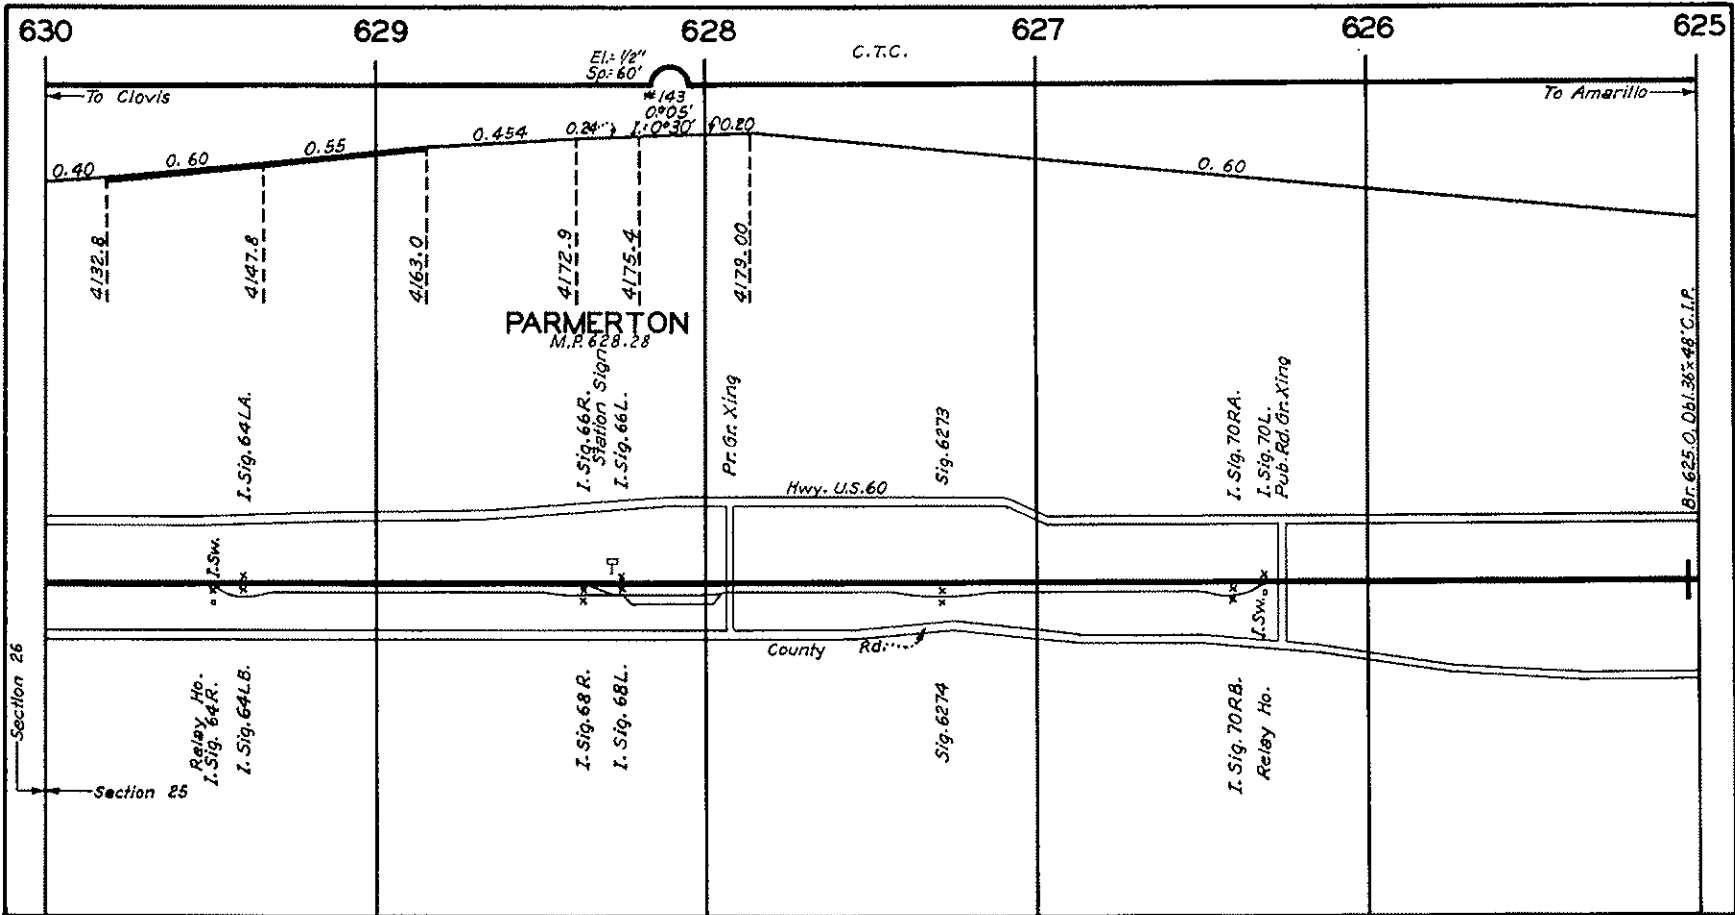 630
629
628
627
626
625
C.T.C.
El.= 1/2"
Sp.= 60'
To Clovis
#143
0°05'
I.=0°30'
To Amarillo
0.40
0.60
0.55
0.454
0.24
0.20
0.60
4132.8
4147.8
4163.0
4172.9
4175.4
4179.00
PARMERTON
M.P. 628.28
I.Sig.64LA.
I.Sig.66R.
Station Sign
I.Sig.66L.
Pr.Gr.Xing
Sig.6273
I.Sig.70RA.
I.Sig.70L.
Pub.Rd.Gr.Xing
Br.625.0, Dbl.36"x48"C.I.P.
Hwy. U.S.60
I.Sw.
I.Sw.
County Rd.
Section 26
Relay Ho.
I.Sig. 64R.
I.Sig.64LB.
I.Sig.68R.
I.Sig. 68L.
Sig.6274
I.Sig.70RB.
Relay Ho.
Section 25